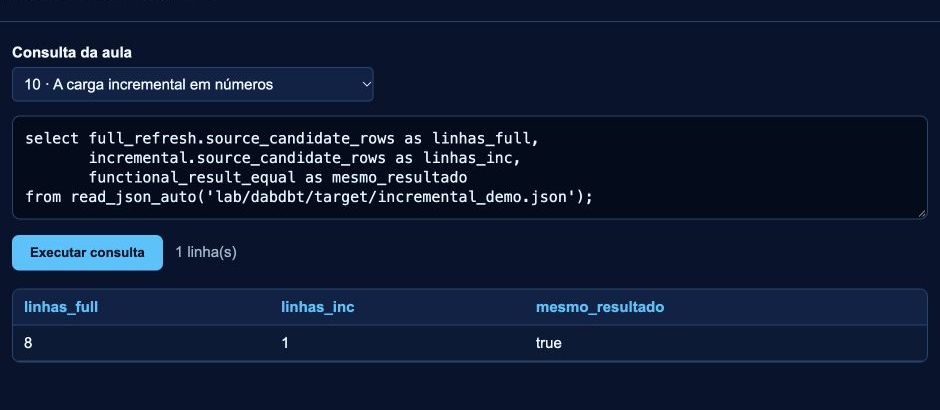 Consulta da aula
10 · A carga incremental em números
select full_refresh.source_candidate_rows as linhas_full,
incremental.source_candidate_rows as linhas_inc,
functional_result_equal as mesmo_resultado
from read_json_auto('lab/dabdbt/target/incremental_demo.json');
Executar consulta 1 linha(s)
linhas_full linhas_inc mesmo_resultado
8 1 true